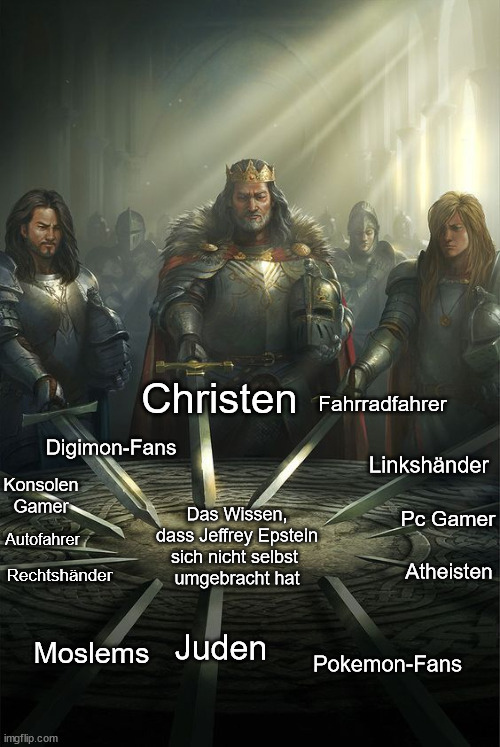 Christen
Fahrradfahrer
Digimon-Fans
Linkshänder
Konsolen
Gamer
Pc Gamer
Autofahrer
Atheisten
Rechtshänder
Das Wissen,
dass Jeffrey Epstein
sich nicht selbst
umgebracht hat
Moslems
Juden
Pokemon-Fans
imgflip.com